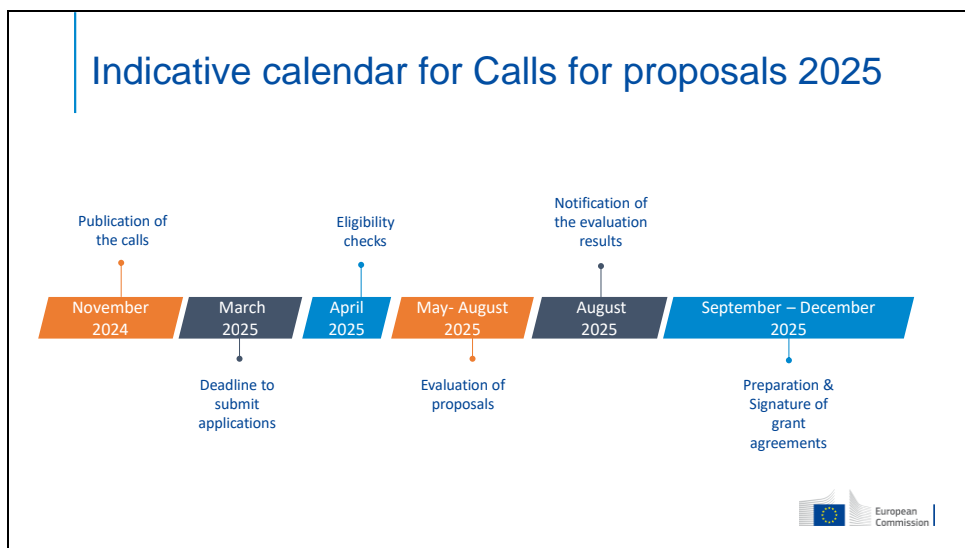 Indicative calendar for Calls for proposals 2025
Publication of
the calls
Eligibility
checks
Notification of
the evaluation
results
November
2024
March
2025
April
2025
May- August
2025
August
2025
September – December
2025
Deadline to
submit
applications
Evaluation of
proposals
Preparation &
Signature of
grant
agreements
European
Commission